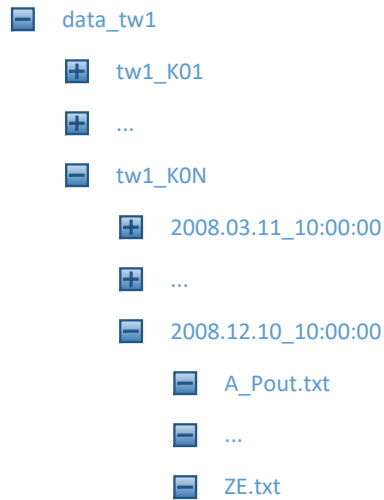 data_tw1
tw1_K01
...
tw1_K0N
2008.03.11_10:00:00
...
2008.12.10_10:00:00
A_Pout.txt
...
ZE.txt